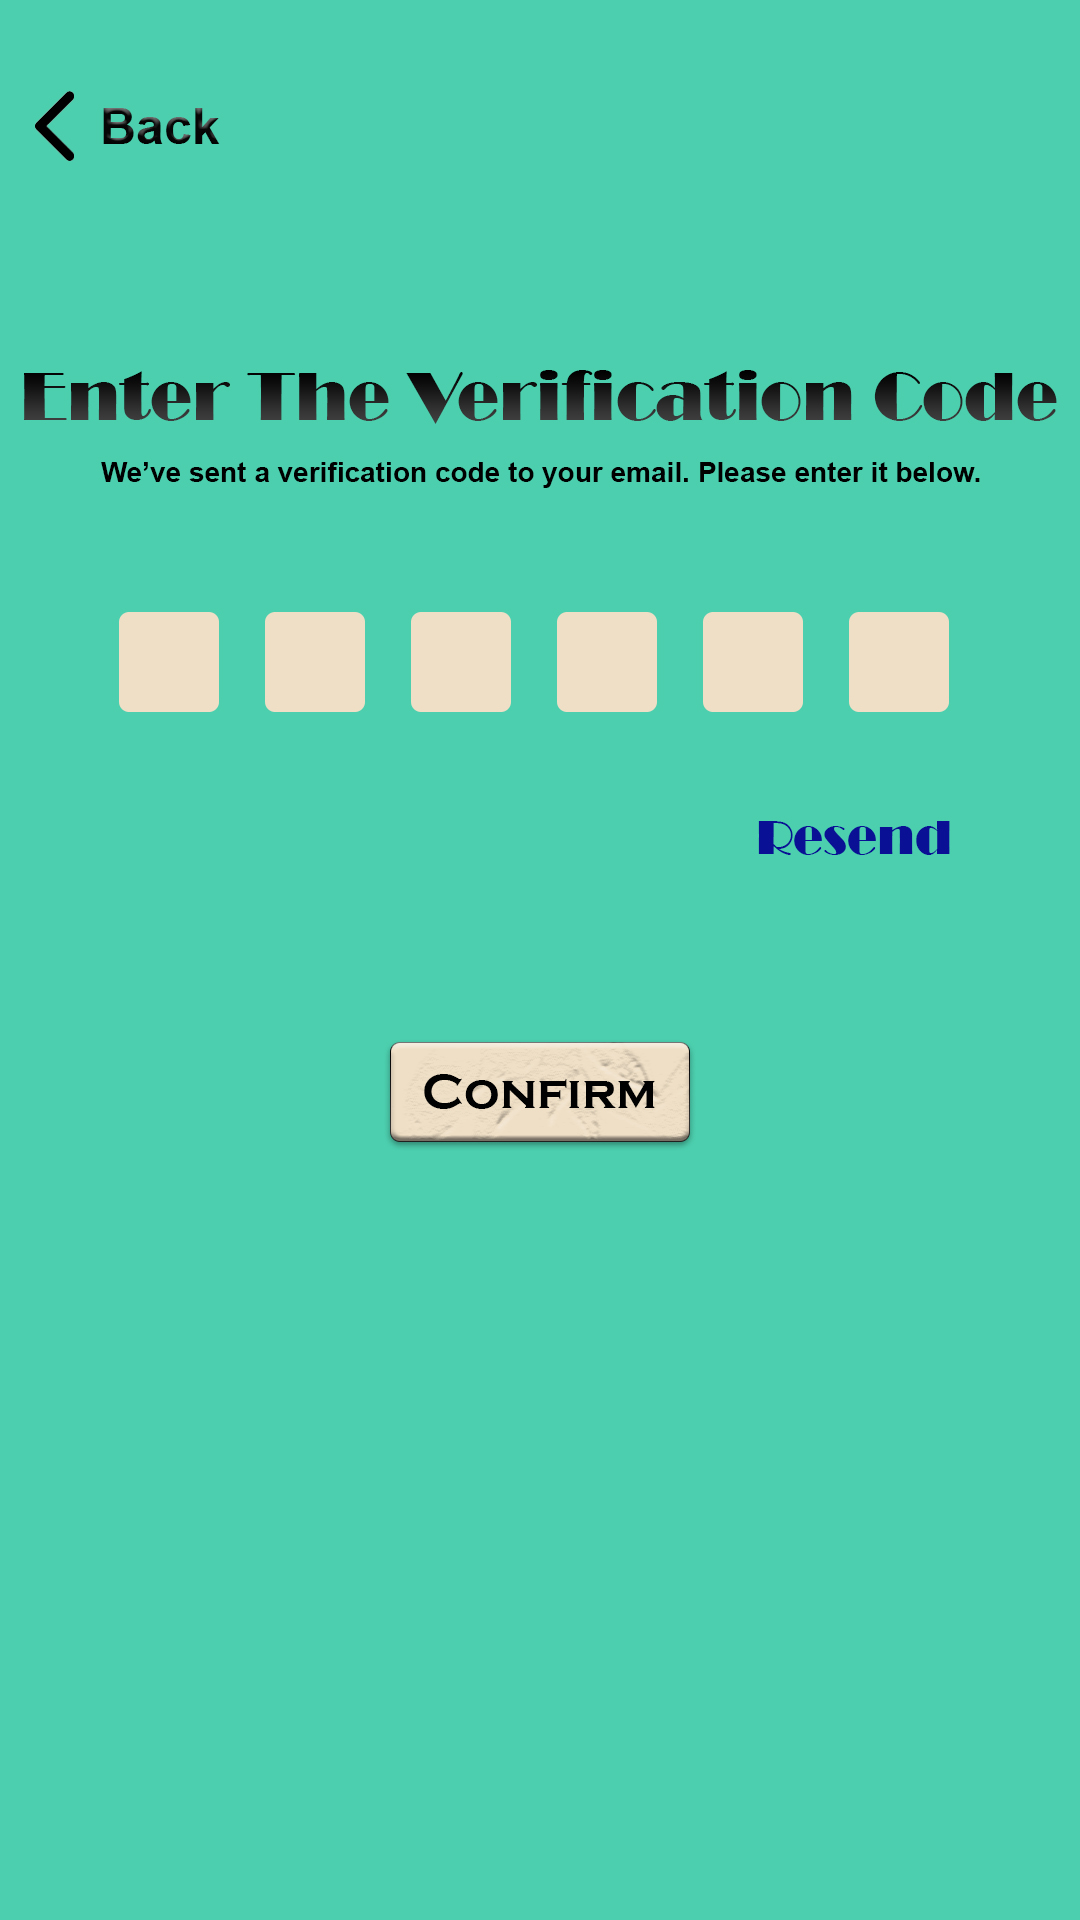 Back
Enter The Verification Code
We’ve sent a verification code to your email. Please enter it below.
Resend
Confirm